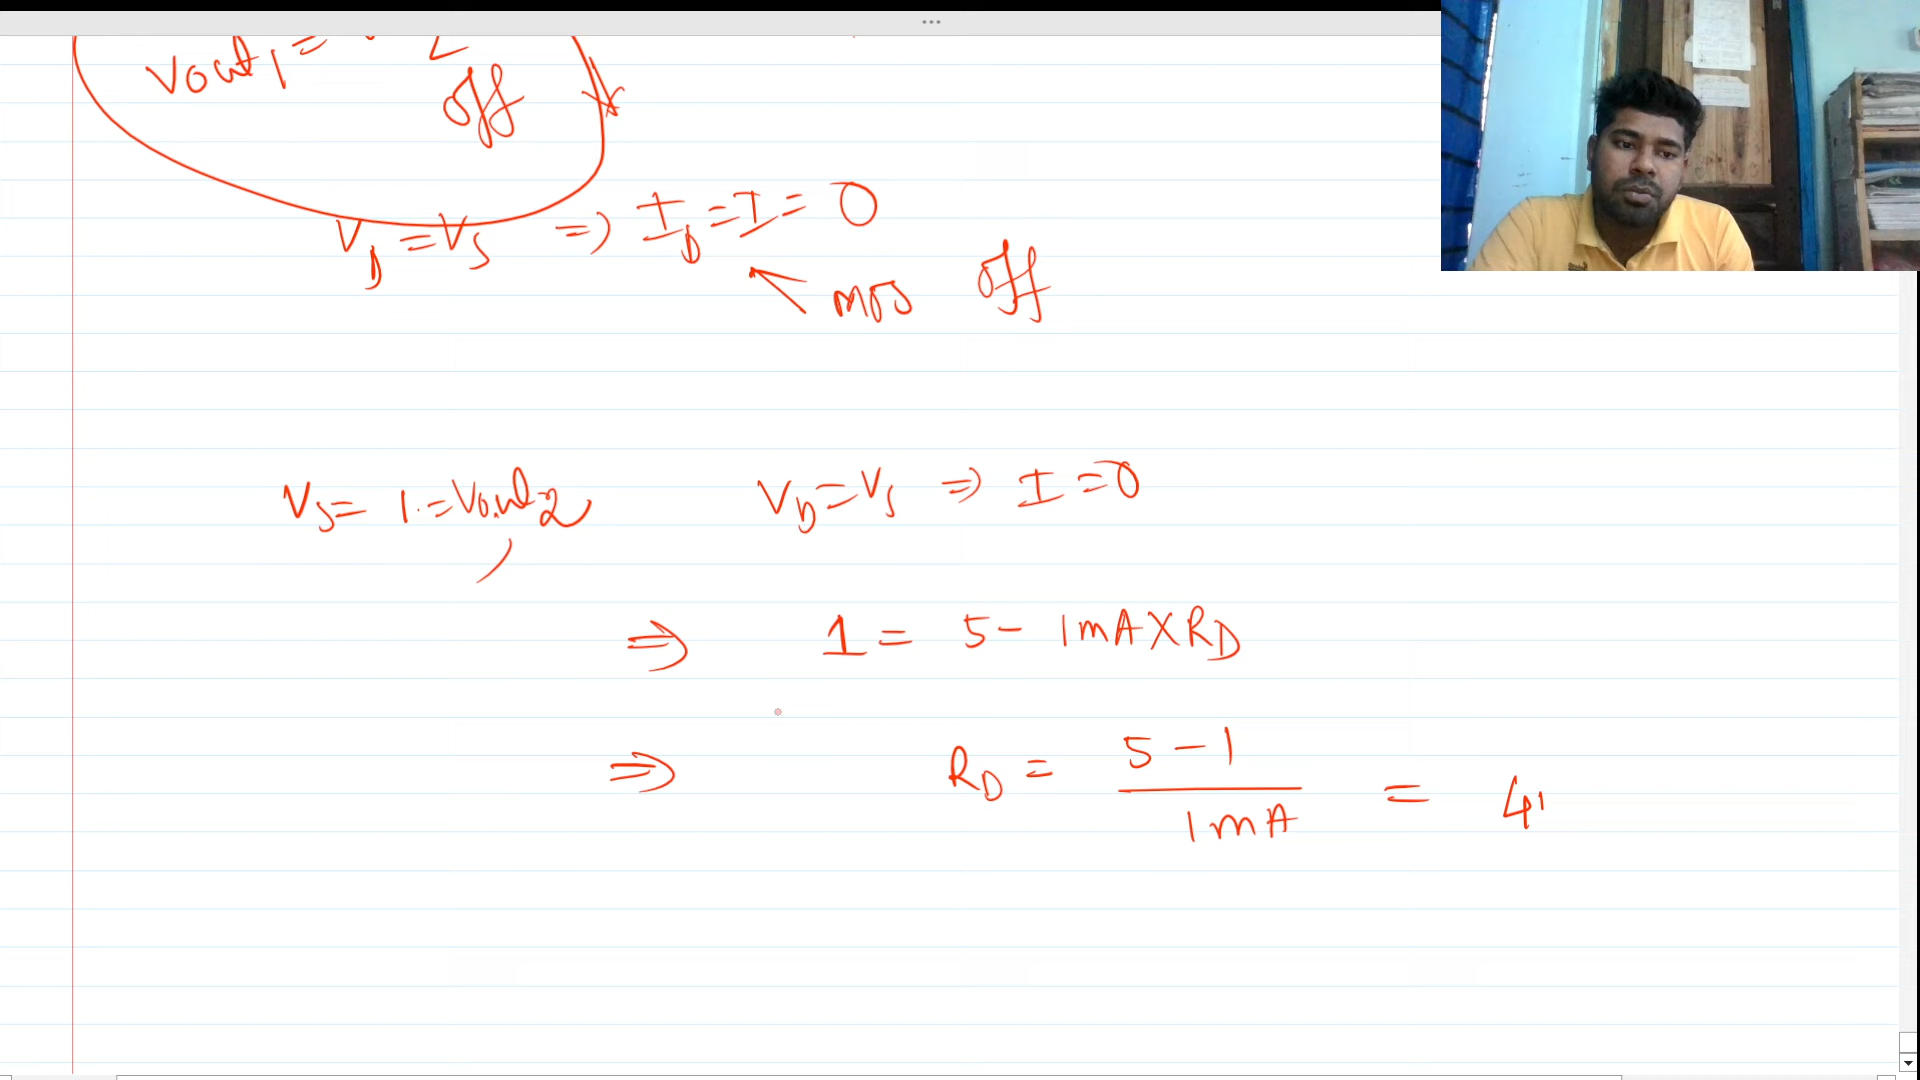 Vout1 =
off
VD = VS => ID = I = 0
mos off
VS = 1. = Vout2 VD = VS => I = 0
=> 1 = 5 - 1mA X RD
=> RD = 5 - 1 / 1mA = 4